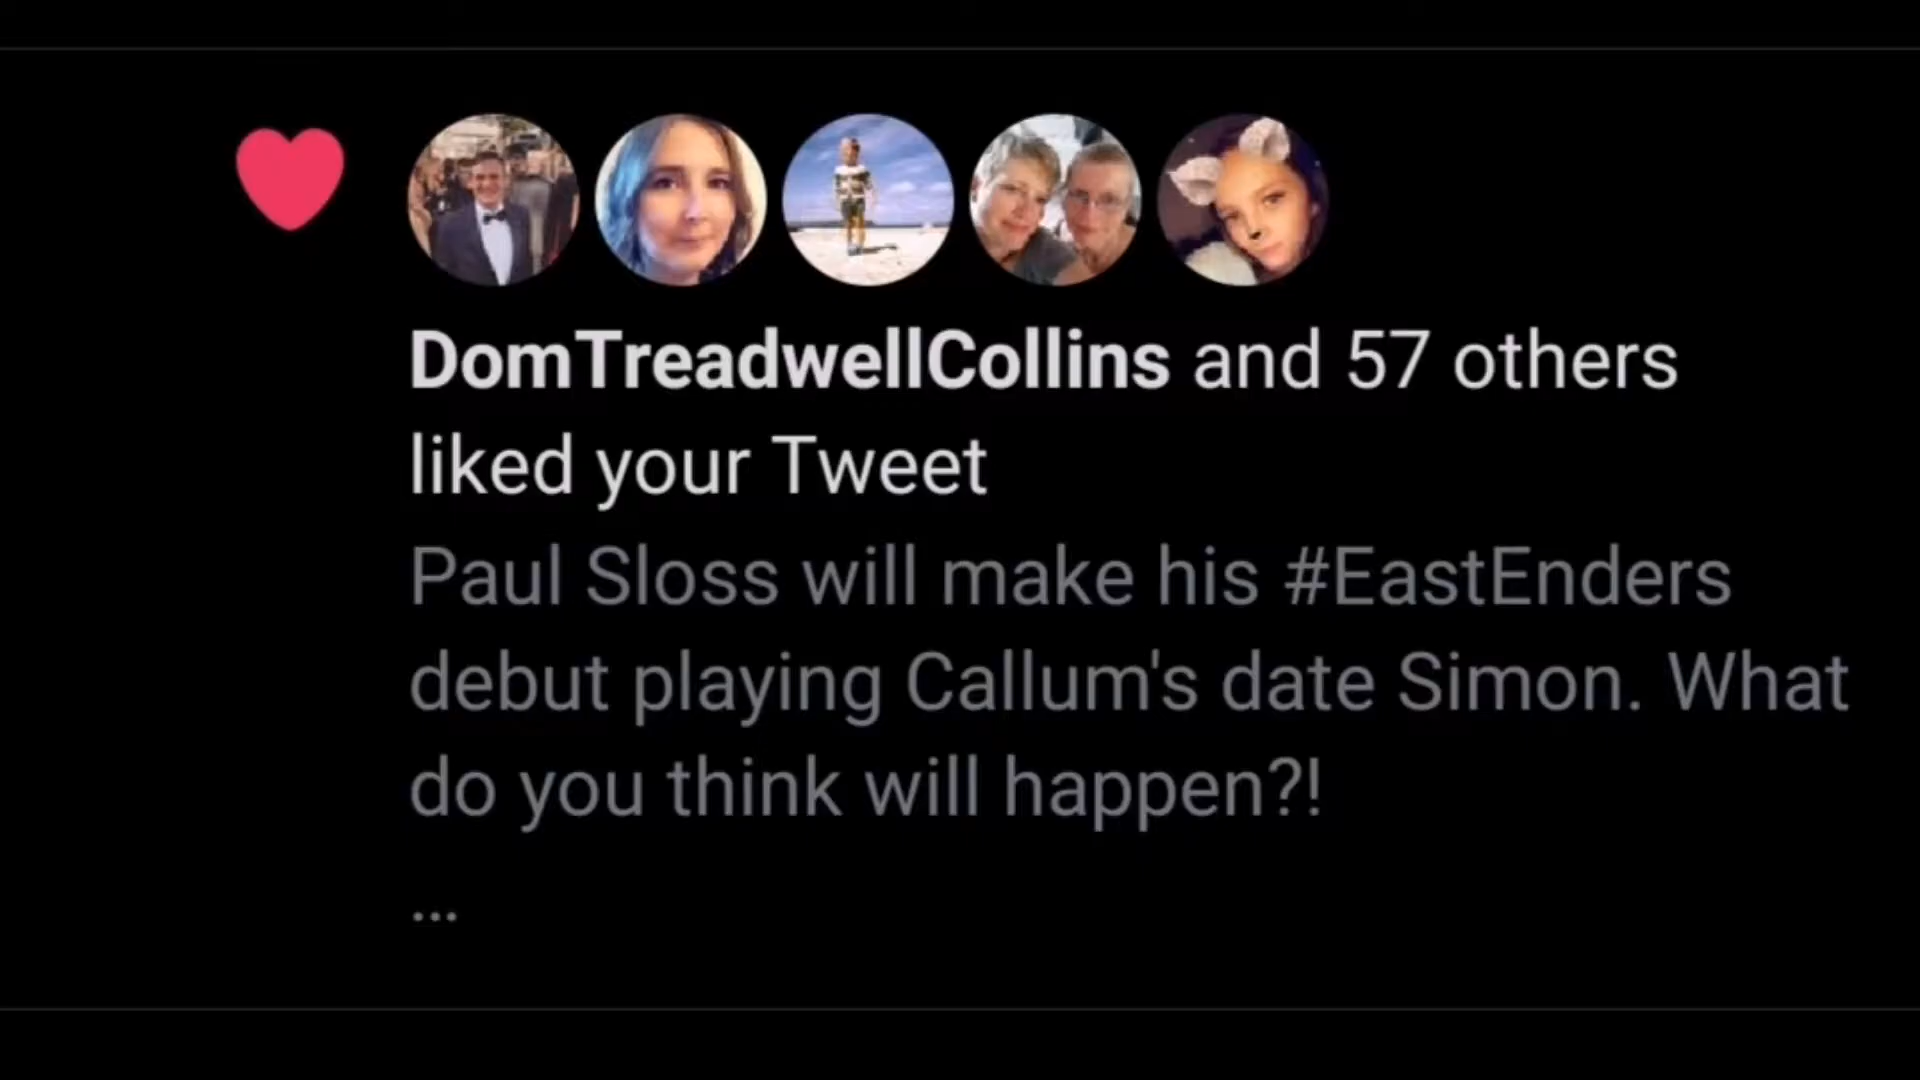 DomTreadwellCollins and 57 others
liked your Tweet
Paul Sloss will make his #EastEnders
debut playing Callum's date Simon. What
do you think will happen?!
...